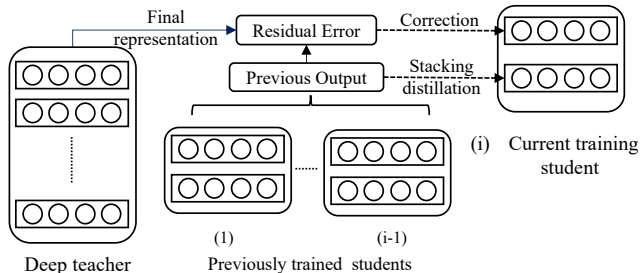 Final
representation
Residual Error
Correction
Previous Output
Stacking
distillation
(i) Current training
student
(1)
(i-1)
Deep teacher
Previously trained students